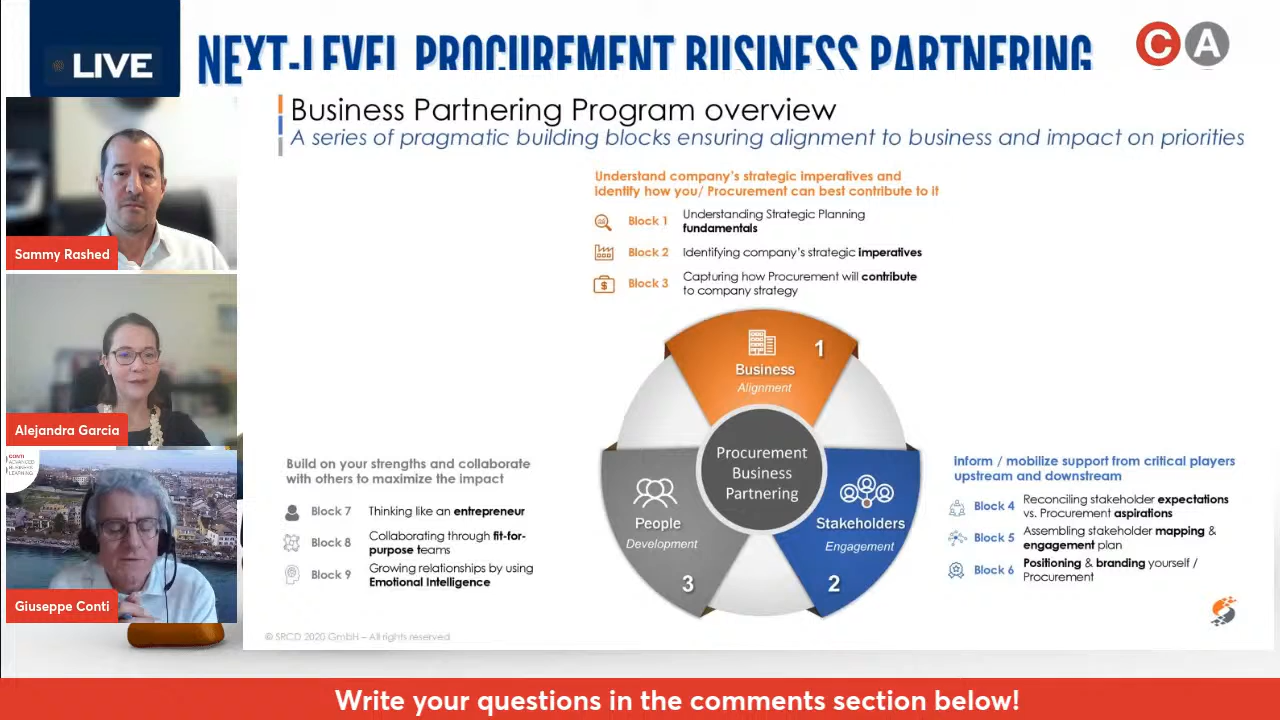 LIVE
NEXT-LEVEL PROCUREMENT BUSINESS PARTNERING
C A
Business Partnering Program overview
A series of pragmatic building blocks ensuring alignment to business and impact on priorities
Sammy Rashed
Alejandra Garcia
CONTI
ADVANCED
BUSINESS
LEARNING
Giuseppe Conti
Understand company's strategic imperatives and
identify how you/ Procurement can best contribute to it
Block 1 Understanding Strategic Planning
fundamentals
Block 2 Identifying company's strategic imperatives
Block 3 Capturing how Procurement will contribute
to company strategy
1
Business
Alignment
Procurement
Business
Partnering
People
Development
3
Stakeholders
Engagement
2
Build on your strengths and collaborate
with others to maximize the impact
Block 7 Thinking like an entrepreneur
Block 8 Collaborating through fit-for-
purpose teams
Block 9 Growing relationships by using
Emotional Intelligence
Inform / mobilize support from critical players
upstream and downstream
Block 4 Reconciling stakeholder expectations
vs. Procurement aspirations
Block 5 Assembling stakeholder mapping &
engagement plan
Block 6 Positioning & branding yourself /
Procurement
© SRCD 2020 GmbH – All rights reserved
Write your questions in the comments section below!